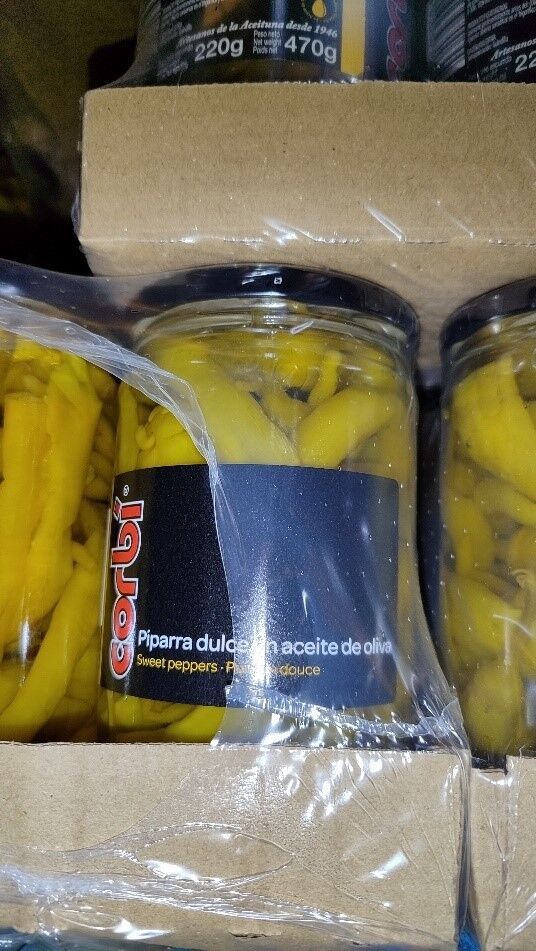 Artesanos de la Aceituna desde 1946
220g
Peso neto
Net weight
Poids net
470g
Artesanos
corbí®
Piparra dulce en aceite de oliva
Sweet peppers · douce